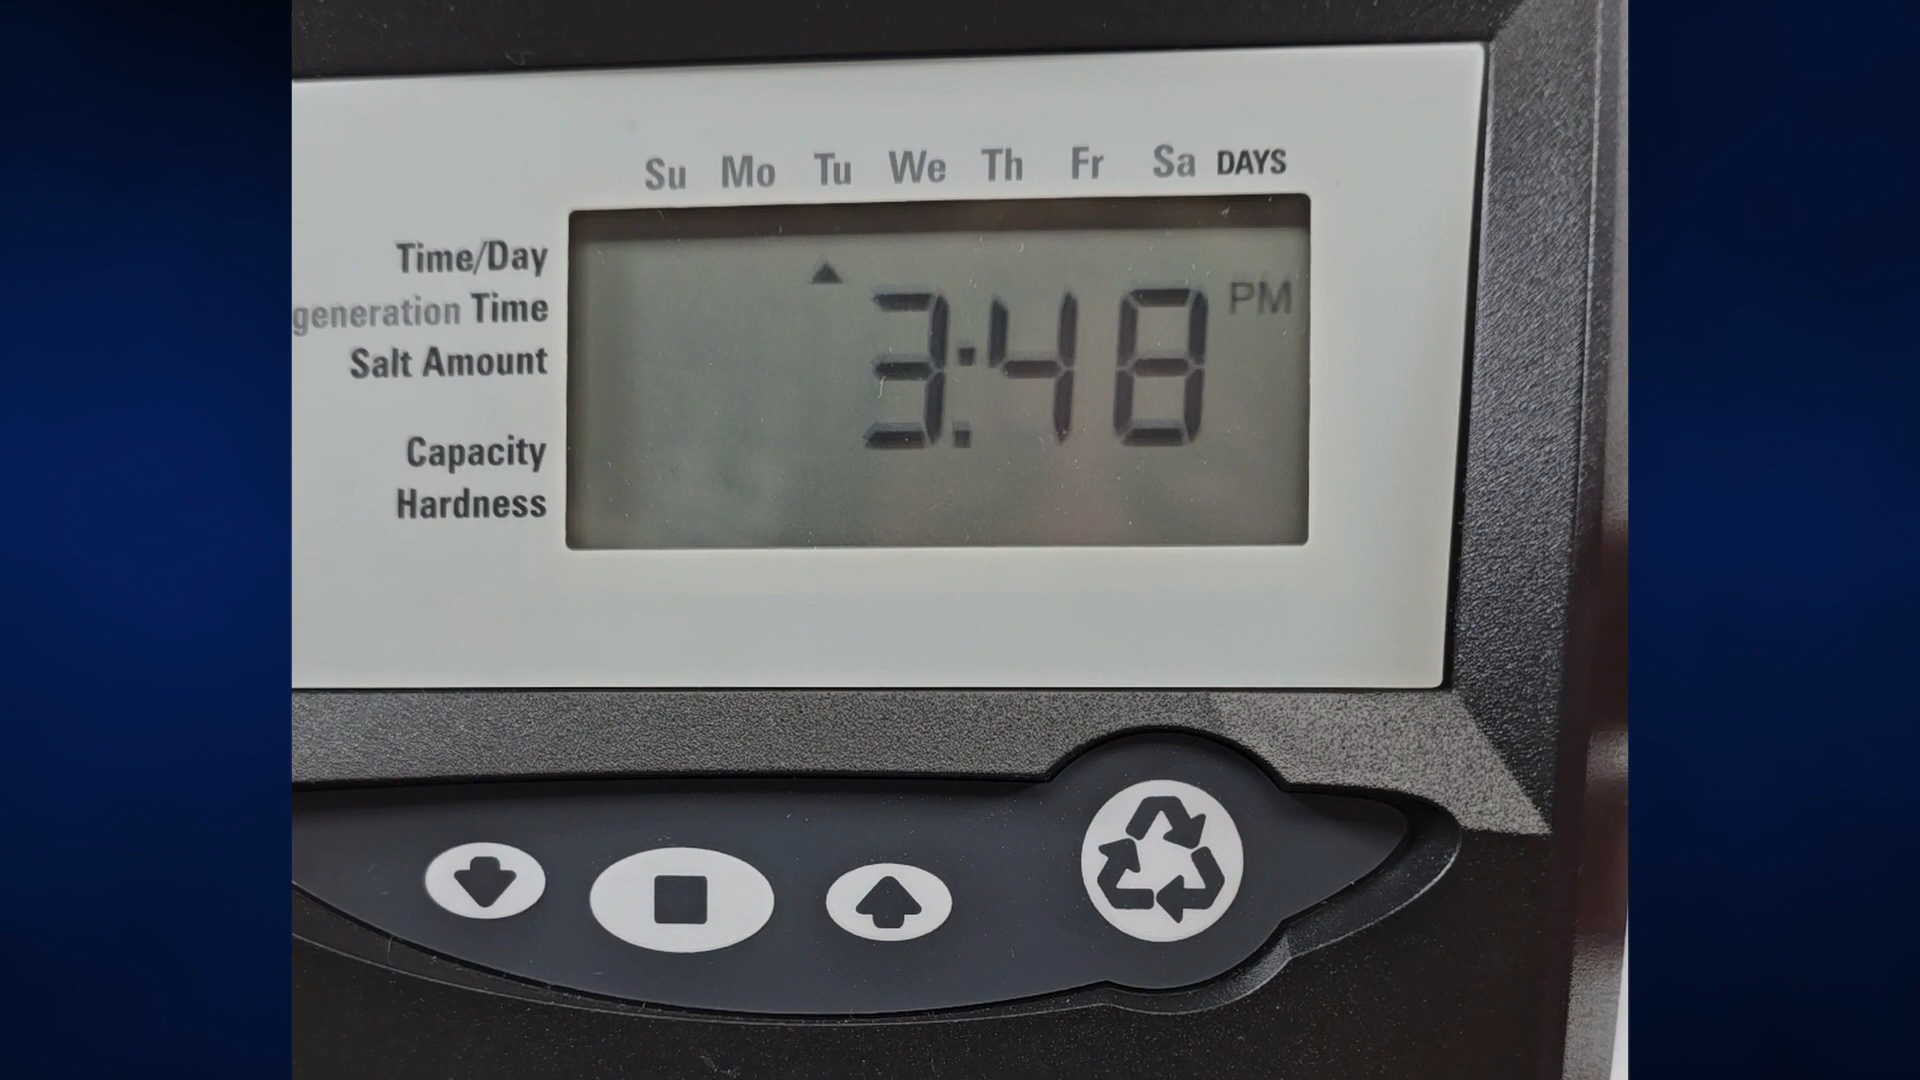 Su Mo Tu We Th Fr Sa DAYS
Time/Day
generation Time
Salt Amount
Capacity
Hardness
3:48 PM